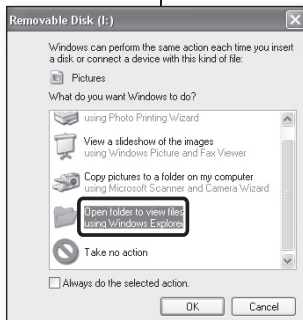 Removable Disk (I:)
Windows can perform the same action each time you insert
a disk or connect a device with this kind of file:
Pictures
What do you want Windows to do?
using Photo Printing Wizard
View a slideshow of the images
using Windows Picture and Fax Viewer
Copy pictures to a folder on my computer
using Microsoft Scanner and Camera Wizard
Open folder to view files
using Windows Explorer
Take no action
Always do the selected action.
OK
Cancel